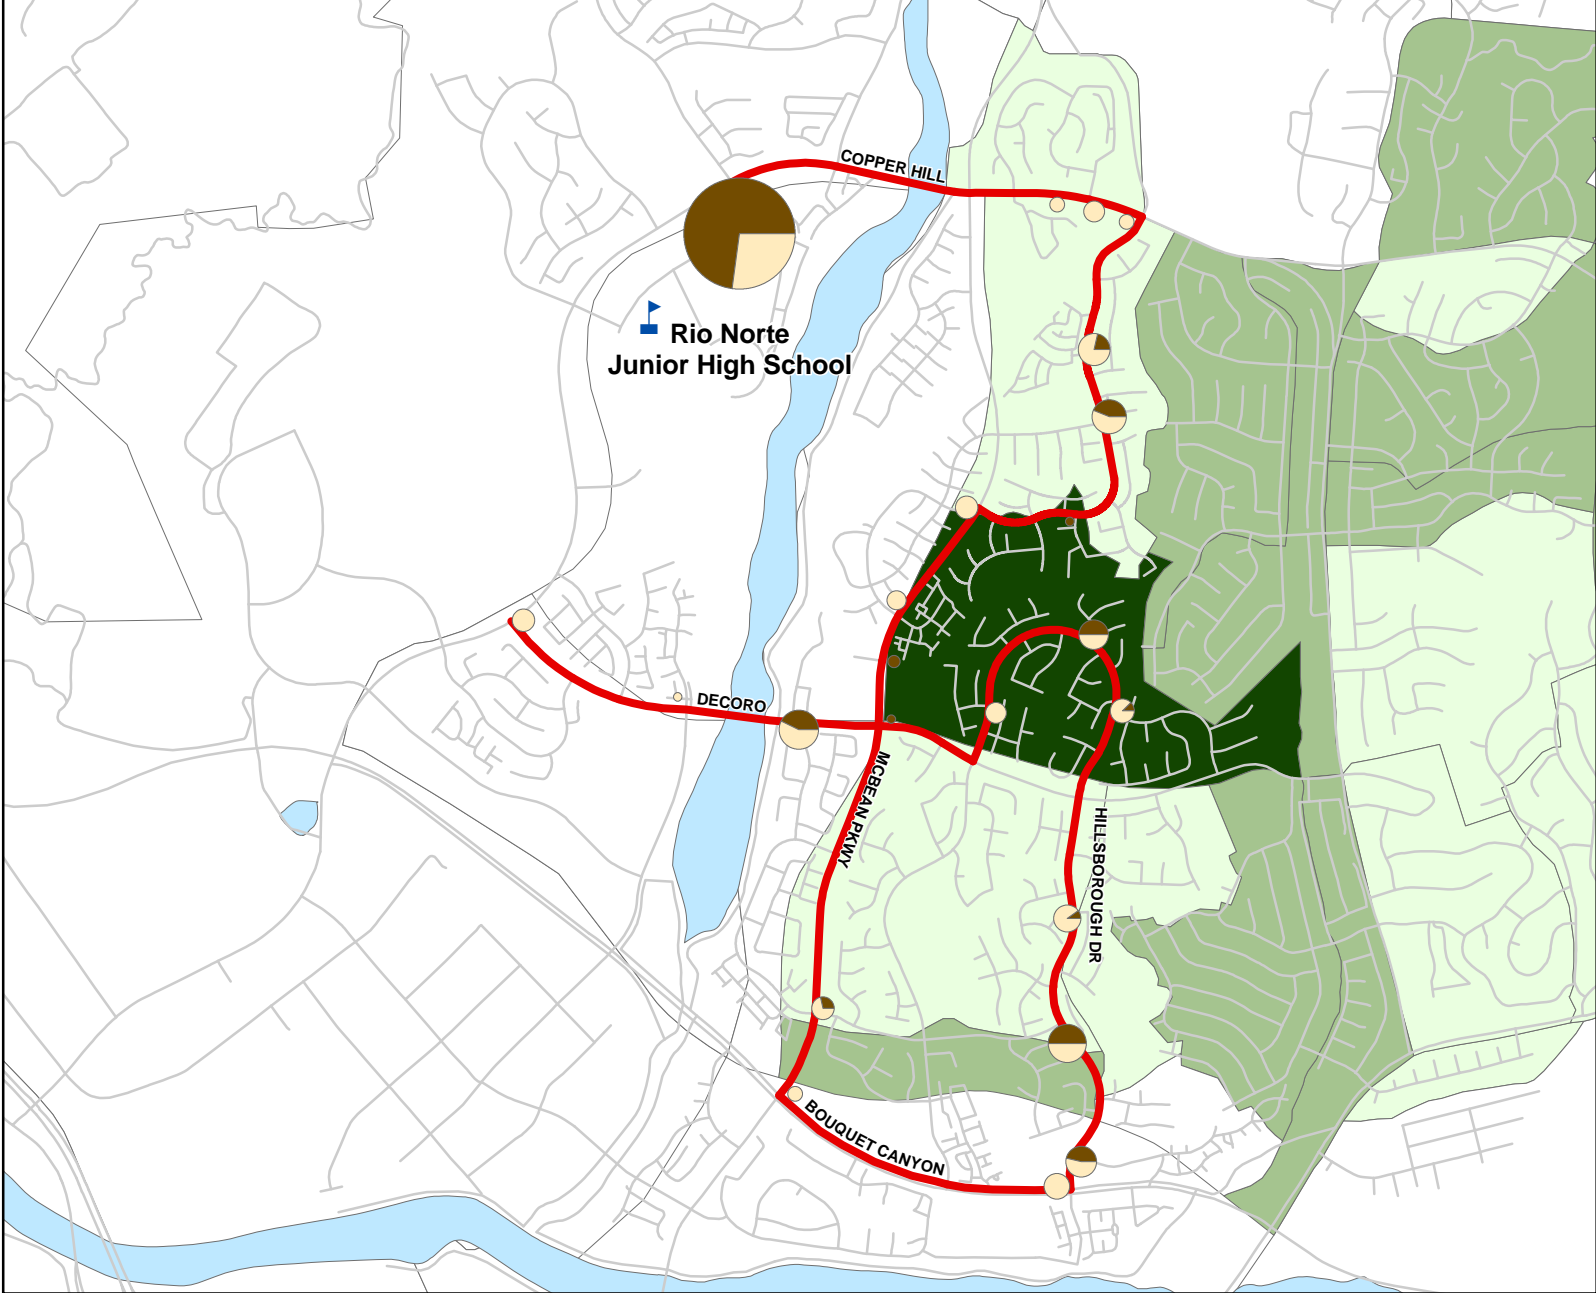 COPPER HILL
Rio Norte
Junior High School
DECORO
MCBEAN PKWY
HILLSBOROUGH DR
BOUQUET CANYON